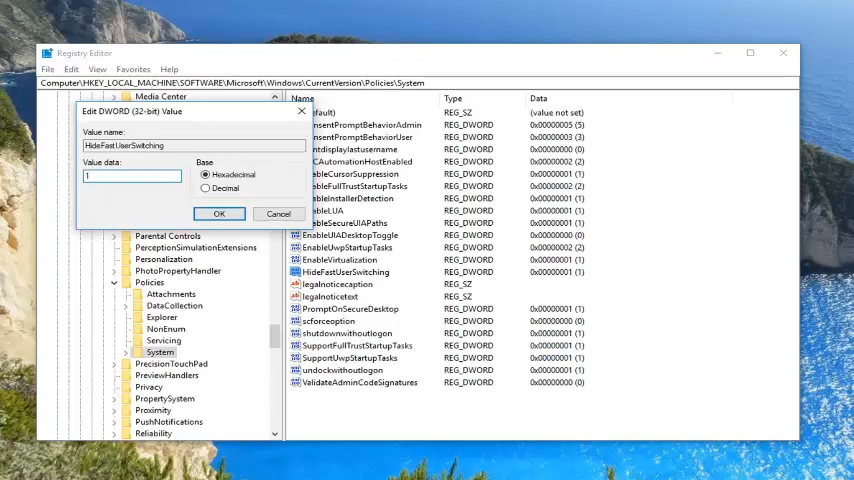 Registry Editor
File Edit View Favorites Help
Computer\HKEY_LOCAL_MACHINE\SOFTWARE\Microsoft\Windows\CurrentVersion\Policies\System
Media Center
Edit DWORD (32-bit) Value
Value name:
HideFastUserSwitching
Value data:
1
Base
Hexadecimal
Decimal
OK Cancel
Parental Controls
PerceptionSimulationExtensions
Personalization
PhotoPropertyHandler
Policies
Attachments
DataCollection
Explorer
NonEnum
Servicing
System
PrecisionTouchPad
PreviewHandlers
Privacy
PropertySystem
Proximity
PushNotifications
Reliability
Name Type Data
efault) REG_SZ (value not set)
nsentPromptBehaviorAdmin REG_DWORD 0x00000005 (5)
nsentPromptBehaviorUser REG_DWORD 0x00000003 (3)
ntdisplaylastusername REG_DWORD 0x00000000 (0)
CAutomationHostEnabled REG_DWORD 0x00000002 (2)
nableCursorSuppression REG_DWORD 0x00000001 (1)
nableFullTrustStartupTasks REG_DWORD 0x00000002 (2)
nableInstallerDetection REG_DWORD 0x00000001 (1)
nableLUA REG_DWORD 0x00000001 (1)
nableSecureUIAPaths REG_DWORD 0x00000001 (1)
EnableUIADesktopToggle REG_DWORD 0x00000000 (0)
EnableUwpStartupTasks REG_DWORD 0x00000002 (2)
EnableVirtualization REG_DWORD 0x00000001 (1)
HideFastUserSwitching REG_DWORD 0x00000001 (1)
legalnoticecaption REG_SZ
legalnoticetext REG_SZ
PromptOnSecureDesktop REG_DWORD 0x00000001 (1)
scforceoption REG_DWORD 0x00000000 (0)
shutdownwithoutlogon REG_DWORD 0x00000001 (1)
SupportFullTrustStartupTasks REG_DWORD 0x00000001 (1)
SupportUwpStartupTasks REG_DWORD 0x00000001 (1)
undockwithoutlogon REG_DWORD 0x00000001 (1)
ValidateAdminCodeSignatures REG_DWORD 0x00000000 (0)